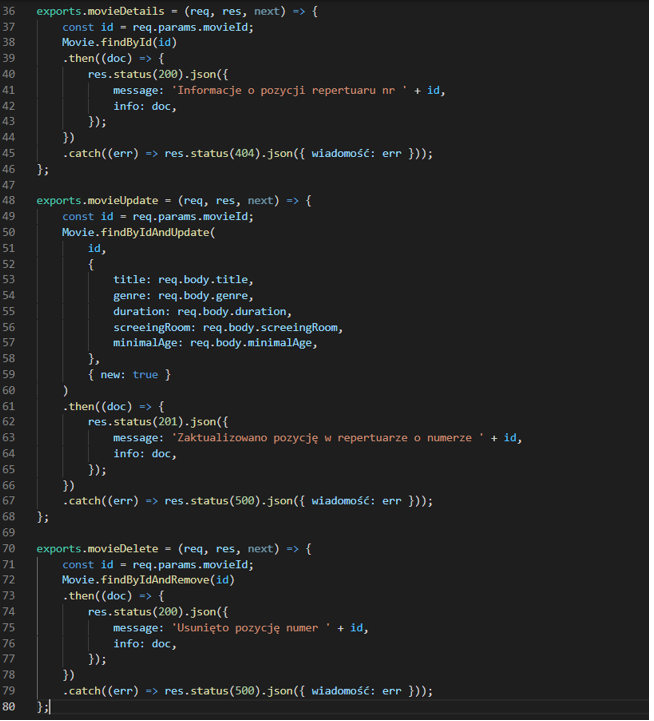 36 exports.movieDetails = (req, res, next) => {
37     const id = req.params.movieId;
38     Movie.findById(id)
39     .then((doc) => {
40         res.status(200).json({
41             message: 'Informacje o pozycji repertuaru nr ' + id,
42             info: doc,
43         });
44     })
45     .catch((err) => res.status(404).json({ wiadomość: err }));
46 };
47
48 exports.movieUpdate = (req, res, next) => {
49     const id = req.params.movieId;
50     Movie.findByIdAndUpdate(
51         id,
52         {
53             title: req.body.title,
54             genre: req.body.genre,
55             duration: req.body.duration,
56             screeingRoom: req.body.screeingRoom,
57             minimalAge: req.body.minimalAge,
58         },
59         { new: true }
60     )
61     .then((doc) => {
62         res.status(201).json({
63             message: 'Zaktualizowano pozycję w repertuarze o numerze ' + id,
64             info: doc,
65         });
66     })
67     .catch((err) => res.status(500).json({ wiadomość: err }));
68 };
69
70 exports.movieDelete = (req, res, next) => {
71     const id = req.params.movieId;
72     Movie.findByIdAndRemove(id)
73     .then((doc) => {
74         res.status(200).json({
75             message: 'Usunięto pozycję numer ' + id,
76             info: doc,
77         });
78     })
79     .catch((err) => res.status(500).json({ wiadomość: err }));
80 };